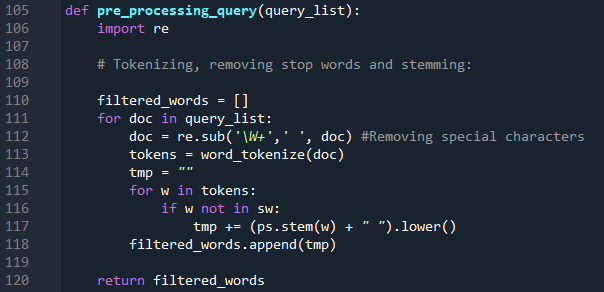 105 def pre_processing_query(query_list):
106     import re
107
108     # Tokenizing, removing stop words and stemming:
109
110     filtered_words = []
111     for doc in query_list:
112         doc = re.sub('\W+',' ', doc) #Removing special characters
113         tokens = word_tokenize(doc)
114         tmp = ""
115         for w in tokens:
116             if w not in sw:
117                 tmp += (ps.stem(w) + " ").lower()
118         filtered_words.append(tmp)
119
120     return filtered_words